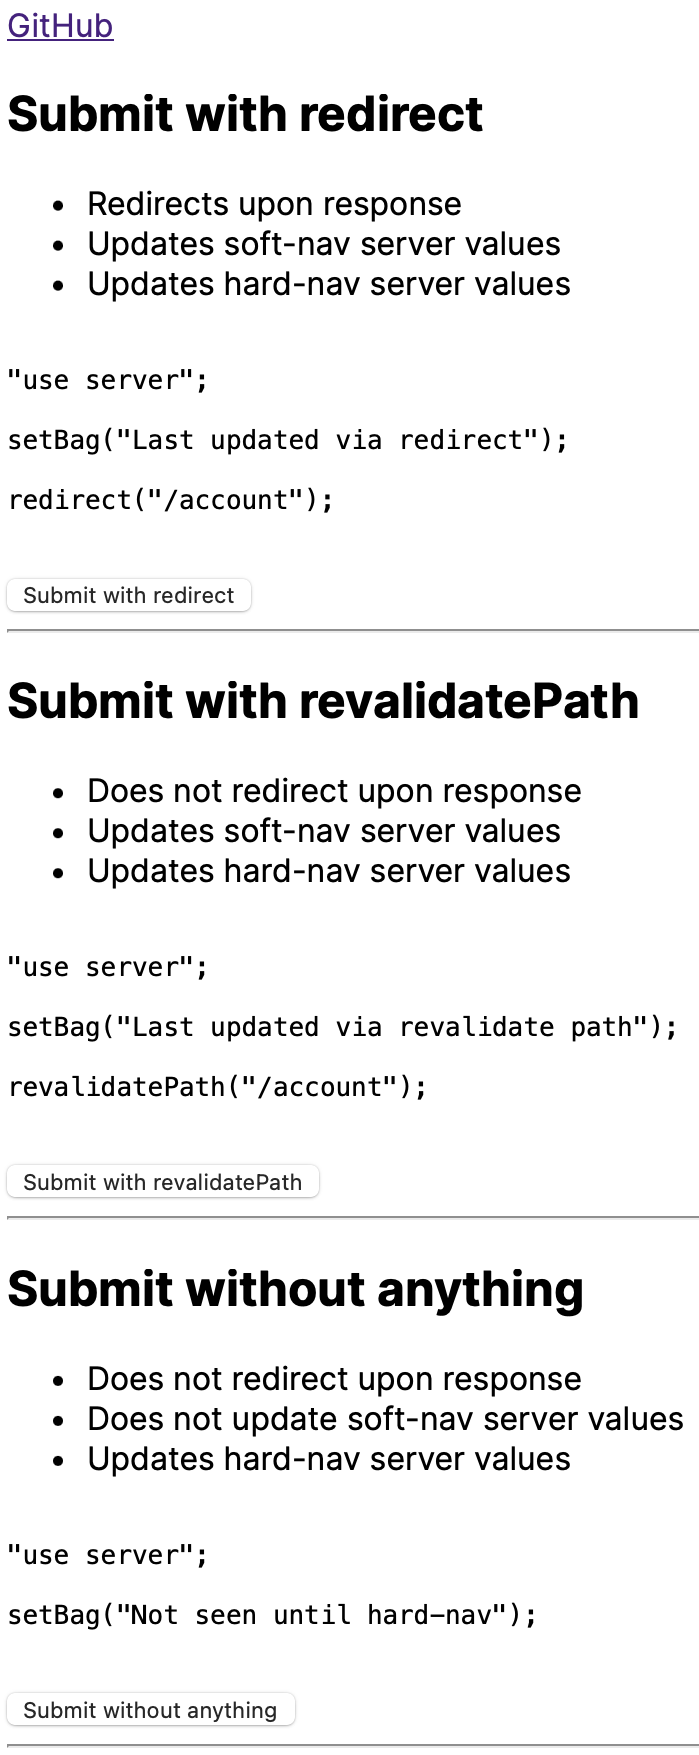 GitHub
Submit with redirect
• Redirects upon response
• Updates soft-nav server values
• Updates hard-nav server values
"use server";
setBag("Last updated via redirect");
redirect("/account");
Submit with redirect
Submit with revalidatePath
• Does not redirect upon response
• Updates soft-nav server values
• Updates hard-nav server values
"use server";
setBag("Last updated via revalidate path");
revalidatePath("/account");
Submit with revalidatePath
Submit without anything
• Does not redirect upon response
• Does not update soft-nav server values
• Updates hard-nav server values
"use server";
setBag("Not seen until hard-nav");
Submit without anything